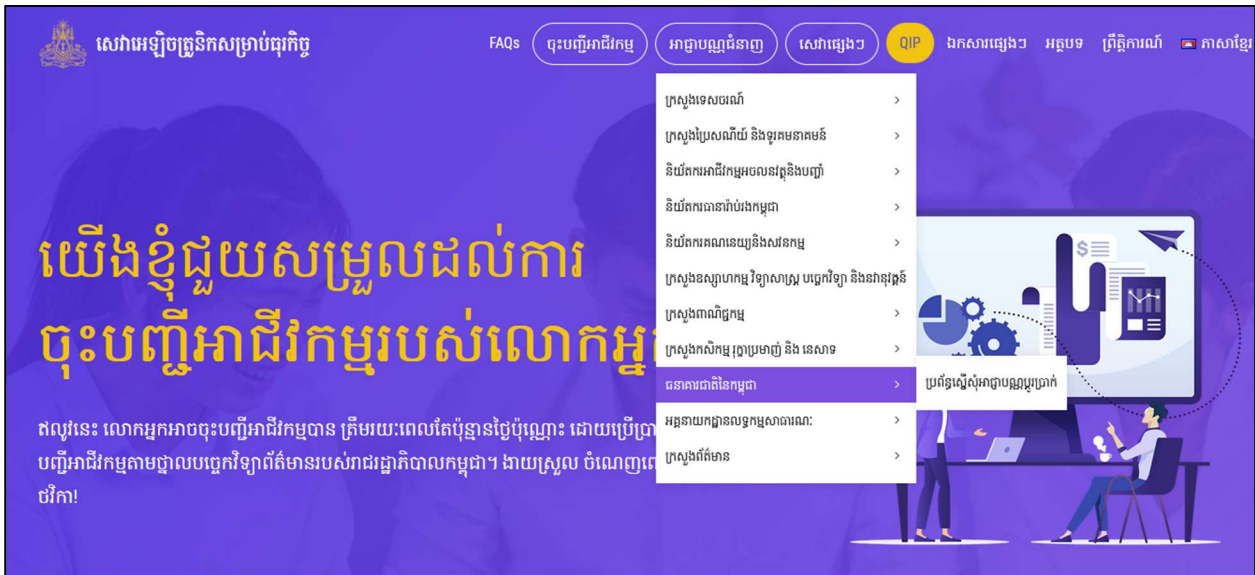 សេវាអេឡិចត្រូនិកសម្រាប់ធុរកិច្ច
FAQs ចុះបញ្ជីអាជីវកម្ម អាជ្ញាបណ្ណជំនាញ សេវាផ្សេងៗ QIP ឯកសារផ្សេងៗ អត្ថបទ ព្រឹត្តិការណ៍ ភាសាខ្មែរ
ក្រសួងទេសចរណ៍
ក្រសួងប្រៃសណីយ៍ និងទូរគមនាគមន៍
និយ័តករអាជីវកម្មអចលនវត្ថុនិងបញ្ចាំ
និយ័តករធានារ៉ាប់រងកម្ពុជា
និយ័តករគណនេយ្យនិងសវនកម្ម
ក្រសួងឧស្សាហកម្ម វិទ្យាសាស្ត្រ បច្ចេកវិទ្យា និងនវានុវត្តន៍
ក្រសួងពាណិជ្ជកម្ម
ក្រសួងកសិកម្ម រុក្ខាប្រមាញ់ និង នេសាទ
ធនាគារជាតិនៃកម្ពុជា
ប្រព័ន្ធស្នើសុំអាជ្ញាបណ្ណប្តូរប្រាក់
អគ្គនាយកដ្ឋានលទ្ធកម្មសាធារណៈ
ក្រសួងព័ត៌មាន
យើងខ្ញុំជួយសម្រួលដល់ការ
ចុះបញ្ជីអាជីវកម្មរបស់លោកអ្នក
ឥលូវនេះ លោកអ្នកអាចចុះបញ្ជីអាជីវកម្មបាន ត្រឹមរយៈពេលតែប៉ុន្មានថ្ងៃប៉ុណ្ណោះ ដោយប្រើប្រា
បញ្ជីអាជីវកម្មតាមថ្នាលបច្ចេកវិទ្យាព័ត៌មានរបស់រាជរដ្ឋាភិបាលកម្ពុជា។ ងាយស្រួល ចំណេញពេ
ថវិកា!